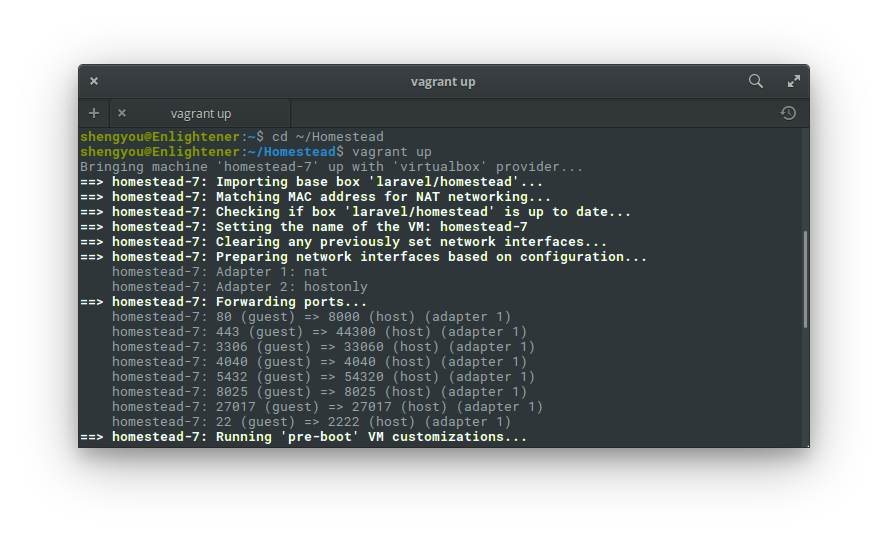 vagrant up
vagrant up
shengyou@Enlightener:~$ cd ~/Homestead
shengyou@Enlightener:~/Homestead$ vagrant up
Bringing machine 'homestead-7' up with 'virtualbox' provider...
==> homestead-7: Importing base box 'laravel/homestead'...
==> homestead-7: Matching MAC address for NAT networking...
==> homestead-7: Checking if box 'laravel/homestead' is up to date...
==> homestead-7: Setting the name of the VM: homestead-7
==> homestead-7: Clearing any previously set network interfaces...
==> homestead-7: Preparing network interfaces based on configuration...
    homestead-7: Adapter 1: nat
    homestead-7: Adapter 2: hostonly
==> homestead-7: Forwarding ports...
    homestead-7: 80 (guest) => 8000 (host) (adapter 1)
    homestead-7: 443 (guest) => 44300 (host) (adapter 1)
    homestead-7: 3306 (guest) => 33060 (host) (adapter 1)
    homestead-7: 4040 (guest) => 4040 (host) (adapter 1)
    homestead-7: 5432 (guest) => 54320 (host) (adapter 1)
    homestead-7: 8025 (guest) => 8025 (host) (adapter 1)
    homestead-7: 27017 (guest) => 27017 (host) (adapter 1)
    homestead-7: 22 (guest) => 2222 (host) (adapter 1)
==> homestead-7: Running 'pre-boot' VM customizations...